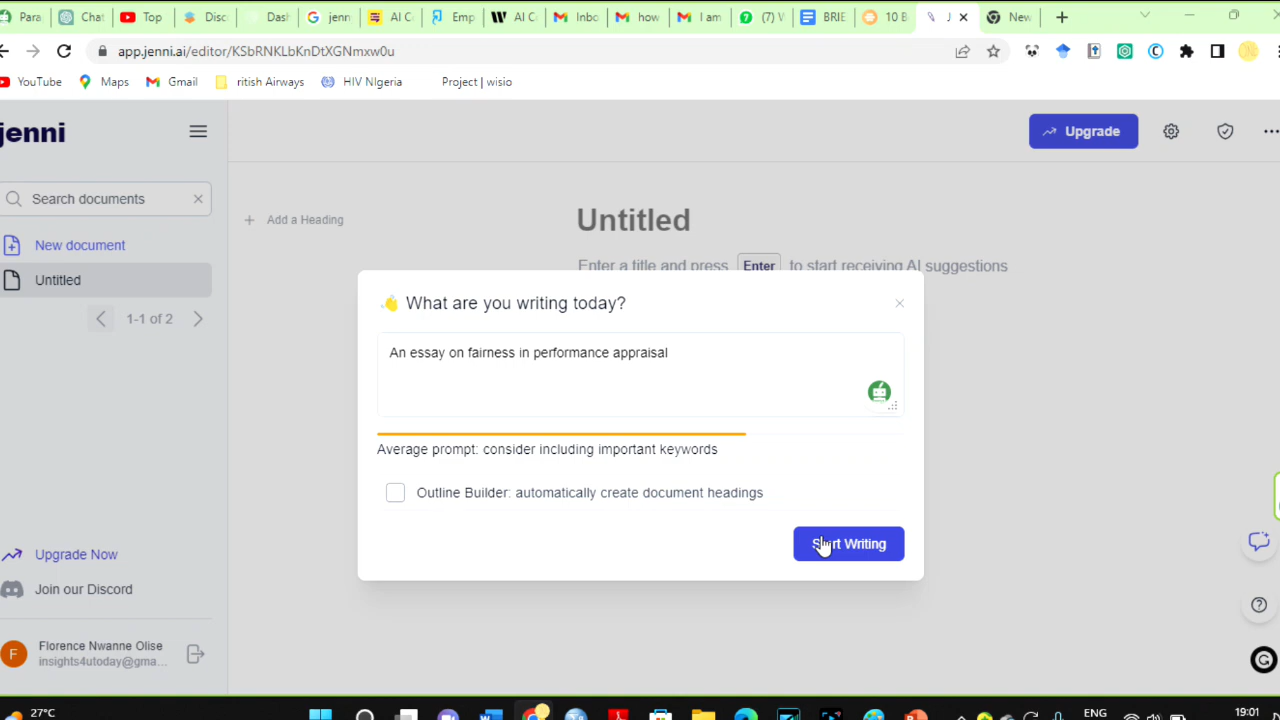 Para
Chat
Top
Disc
Dash
jenn
AI C
Emp
AI C
Inbo
how
I am
(7) V
BRIE
10 B
J
New
app.jenni.ai/editor/KSbRNKLbKnDtXGNmxw0u
YouTube
Maps
Gmail
ritish Airways
HIV NIgeria
Project | wisio
jenni
Upgrade
Search documents
Add a Heading
Untitled
New document
Enter a title and press Enter to start receiving AI suggestions
Untitled
1-1 of 2
What are you writing today?
An essay on fairness in performance appraisal
Average prompt: consider including important keywords
Outline Builder: automatically create document headings
Start Writing
Upgrade Now
Join our Discord
F
Florence Nwanne Olise
insights4utoday@gma...
27°C
ENG
19:01